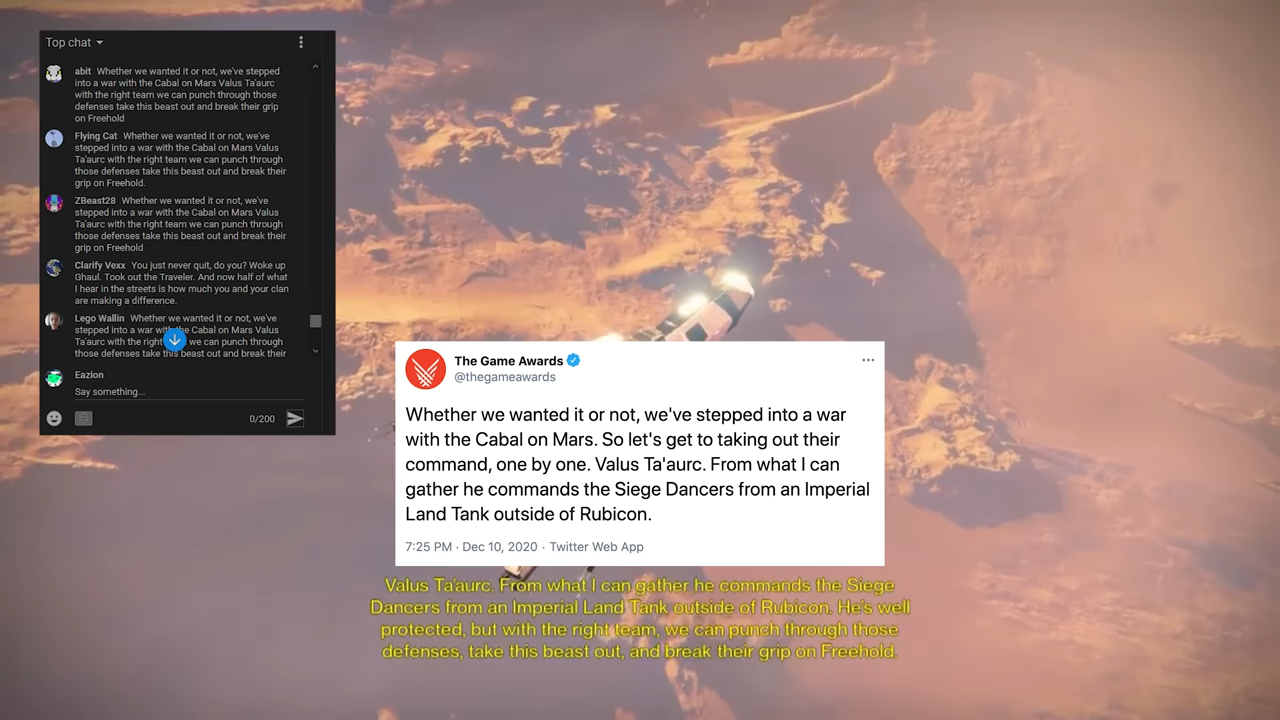 Top chat
abit Whether we wanted it or not, we've stepped
into a war with the Cabal on Mars Valus Ta'aurc
with the right team we can punch through those
defenses take this beast out and break their grip
on Freehold
Flying Cat Whether we wanted it or not, we've
stepped into a war with the Cabal on Mars Valus
Ta'aurc with the right team we can punch through
those defenses take this beast out and break their
grip on Freehold.
ZBeast28 Whether we wanted it or not, we've
stepped into a war with the Cabal on Mars Valus
Ta'aurc with the right team we can punch through
those defenses take this beast out and break their
grip on Freehold
Clarify Vexx You just never quit, do you? Woke up
Ghaul. Took out the Traveler. And now half of what
I hear in the streets is how much you and your clan
are making a difference.
Lego Wallin Whether we wanted it or not, we've
stepped into a war with the Cabal on Mars Valus
Ta'aurc with the right team we can punch through
those defenses take this beast out and break their
Eazion
Say something...
0/200
The Game Awards
@thegameawards
Whether we wanted it or not, we've stepped into a war
with the Cabal on Mars. So let's get to taking out their
command, one by one. Valus Ta'aurc. From what I can
gather he commands the Siege Dancers from an Imperial
Land Tank outside of Rubicon.
7:25 PM · Dec 10, 2020 · Twitter Web App
Valus Ta'aurc. From what I can gather he commands the Siege
Dancers from an Imperial Land Tank outside of Rubicon. He's well
protected, but with the right team, we can punch through those
defenses, take this beast out, and break their grip on Freehold.